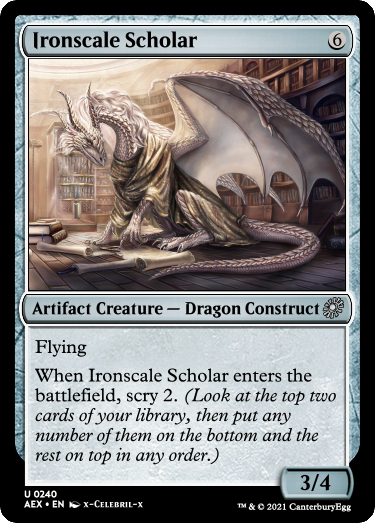 Ironscale Scholar 6
Artifact Creature — Dragon Construct
Flying
When Ironscale Scholar enters the
battlefield, scry 2. (Look at the top two
cards of your library, then put any
number of them on the bottom and the
rest on top in any order.)
3/4
U 0240
AEX • EN x-Celebril-x
™ & © 2021 CanterburyEgg